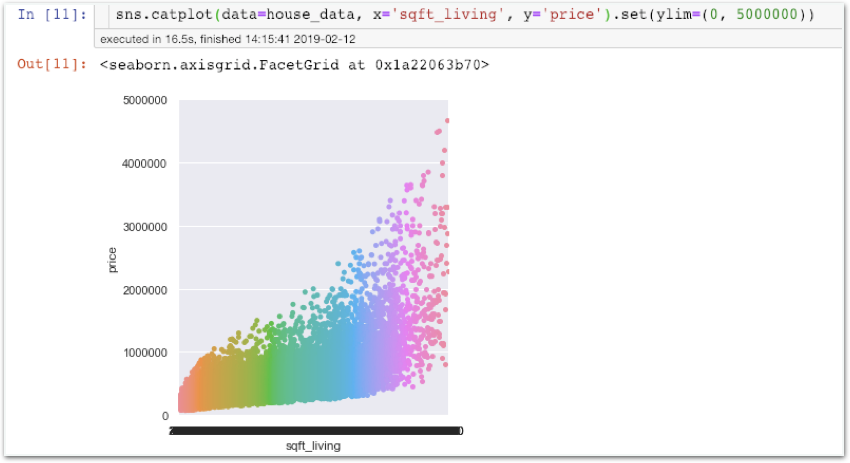 In [11]: sns.catplot(data=house_data, x='sqft_living', y='price').set(ylim=(0, 5000000))
executed in 16.5s, finished 14:15:41 2019-02-12
Out[11]: <seaborn.axisgrid.FacetGrid at 0x1a22063b70>
5000000
4000000
3000000
2000000
1000000
0
price
sqft_living